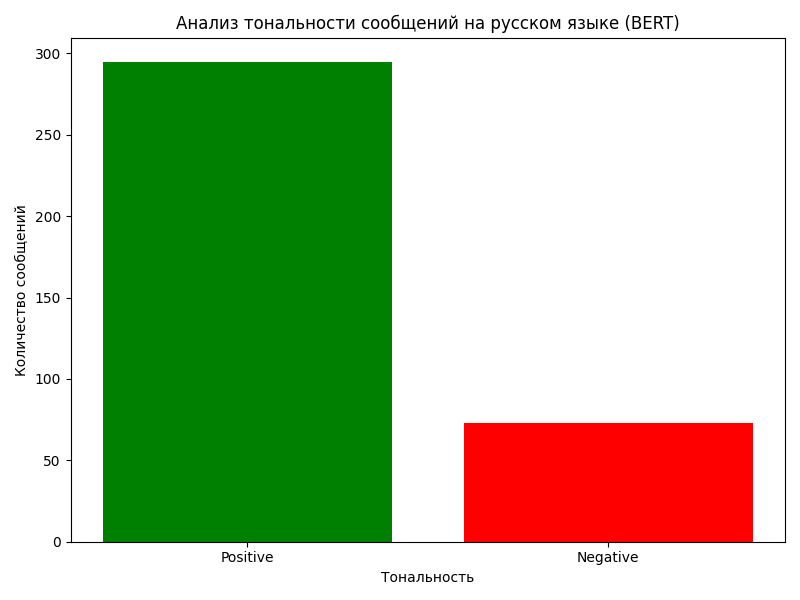 Анализ тональности сообщений на русском языке (BERT)
Количество сообщений
300
250
200
150
100
50
0
Positive
Negative
Тональность